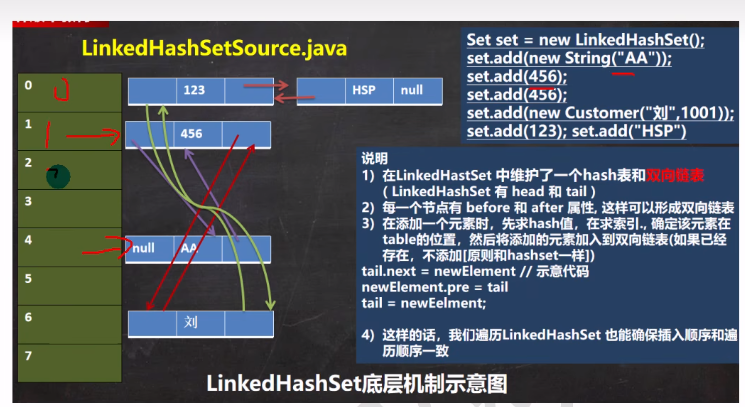 LinkedHashSetSource.java
Set set = new LinkedHashSet();
set.add(new String("AA"));
set.add(456);
set.add(456);
set.add(new Customer("刘",1001));
set.add(123); set.add("HSP")
0
123
HSP
null
1
456
2
3
4
null
AA
5
6
刘
7
说明
1) 在LinkedHastSet 中维护了一个hash表和双向链表
( LinkedHashSet 有 head 和 tail )
2) 每一个节点有 before 和 after 属性, 这样可以形成双向链表
3) 在添加一个元素时，先求hash值，在求索引., 确定该元素在
table的位置，然后将添加的元素加入到双向链表(如果已经
存在，不添加[原则和hashset一样])
tail.next = newElement // 示意代码
newElement.pre = tail
tail = newEelment;
4) 这样的话，我们遍历LinkedHashSet 也能确保插入顺序和遍
历顺序一致
LinkedHashSet底层机制示意图